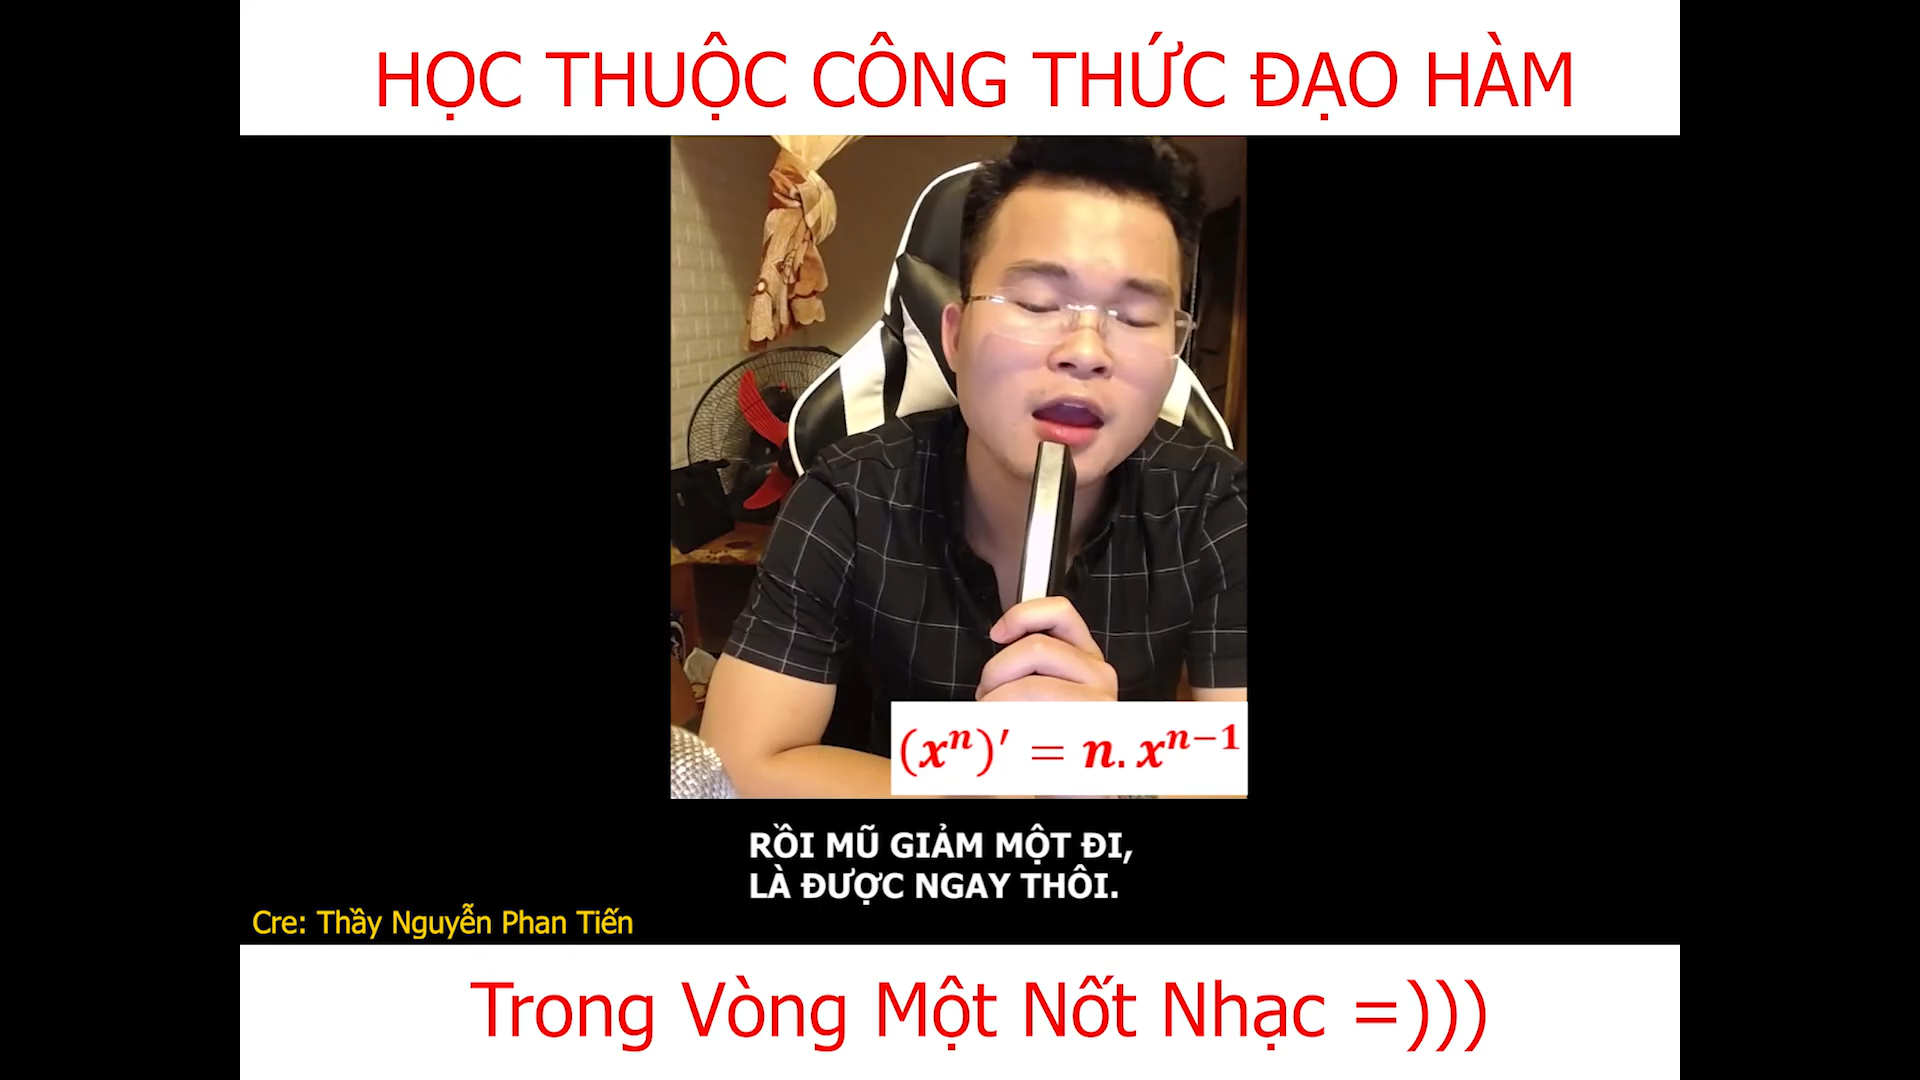 HỌC THUỘC CÔNG THỨC ĐẠO HÀM
(xⁿ)′ = n. xⁿ⁻¹
RỒI MŨ GIẢM MỘT ĐI,
LÀ ĐƯỢC NGAY THÔI.
Cre: Thầy Nguyễn Phan Tiến
Trong Vòng Một Nốt Nhạc =)))